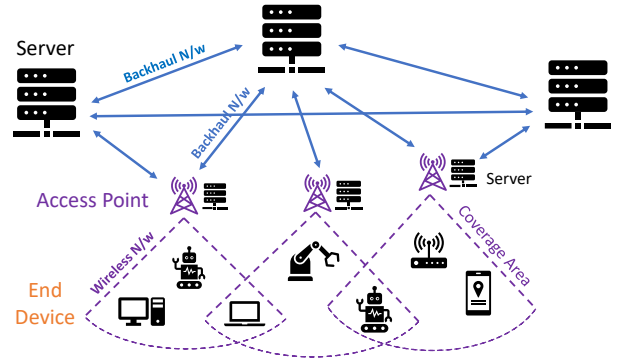 Server
Backhaul N/w
Backhaul N/w
Server
Access Point
Coverage Area
Wireless N/w
End
Device